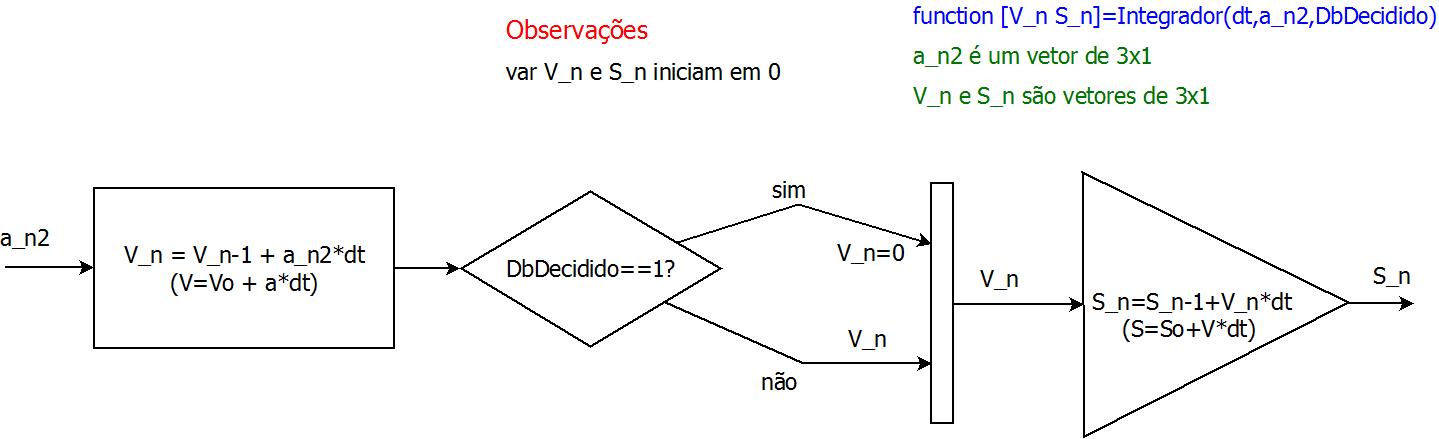 Observações
var V_n e S_n iniciam em 0
function [V_n S_n]=Integrador(dt,a_n2,DbDecidido)
a_n2 é um vetor de 3x1
V_n e S_n são vetores de 3x1
a_n2
V_n = V_n-1 + a_n2*dt
(V=Vo + a*dt)
DbDecidido==1?
sim
V_n=0
V_n
não
V_n
S_n=S_n-1+V_n*dt
(S=So+V*dt)
S_n